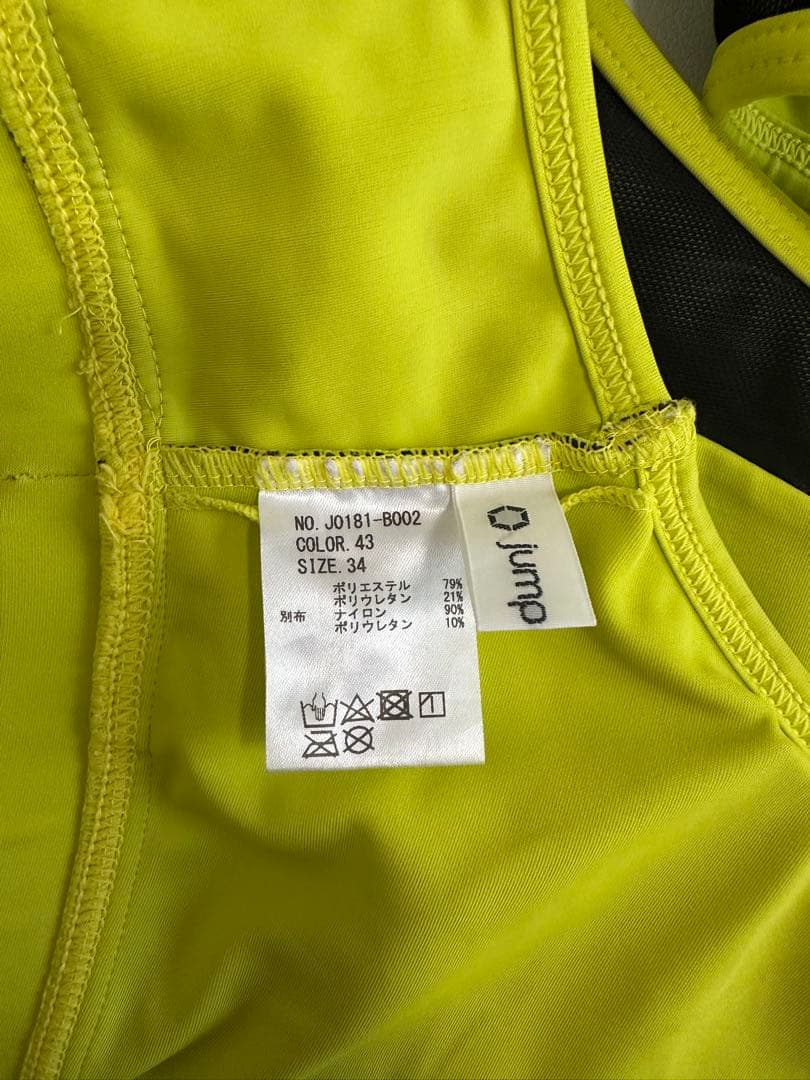 NO. J0181-B002
COLOR. 43
SIZE. 34
ポリエステル 79%
ポリウレタン 21%
別布 ナイロン 90%
ポリウレタン 10%
jump